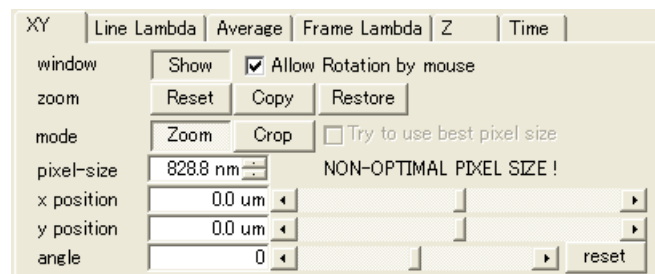 XY Line Lambda Average Frame Lambda Z Time
window Show Allow Rotation by mouse
zoom Reset Copy Restore
mode Zoom Crop Try to use best pixel size
pixel-size 828.8 nm NON-OPTIMAL PIXEL SIZE !
x position 0.0 um
y position 0.0 um
angle 0 reset